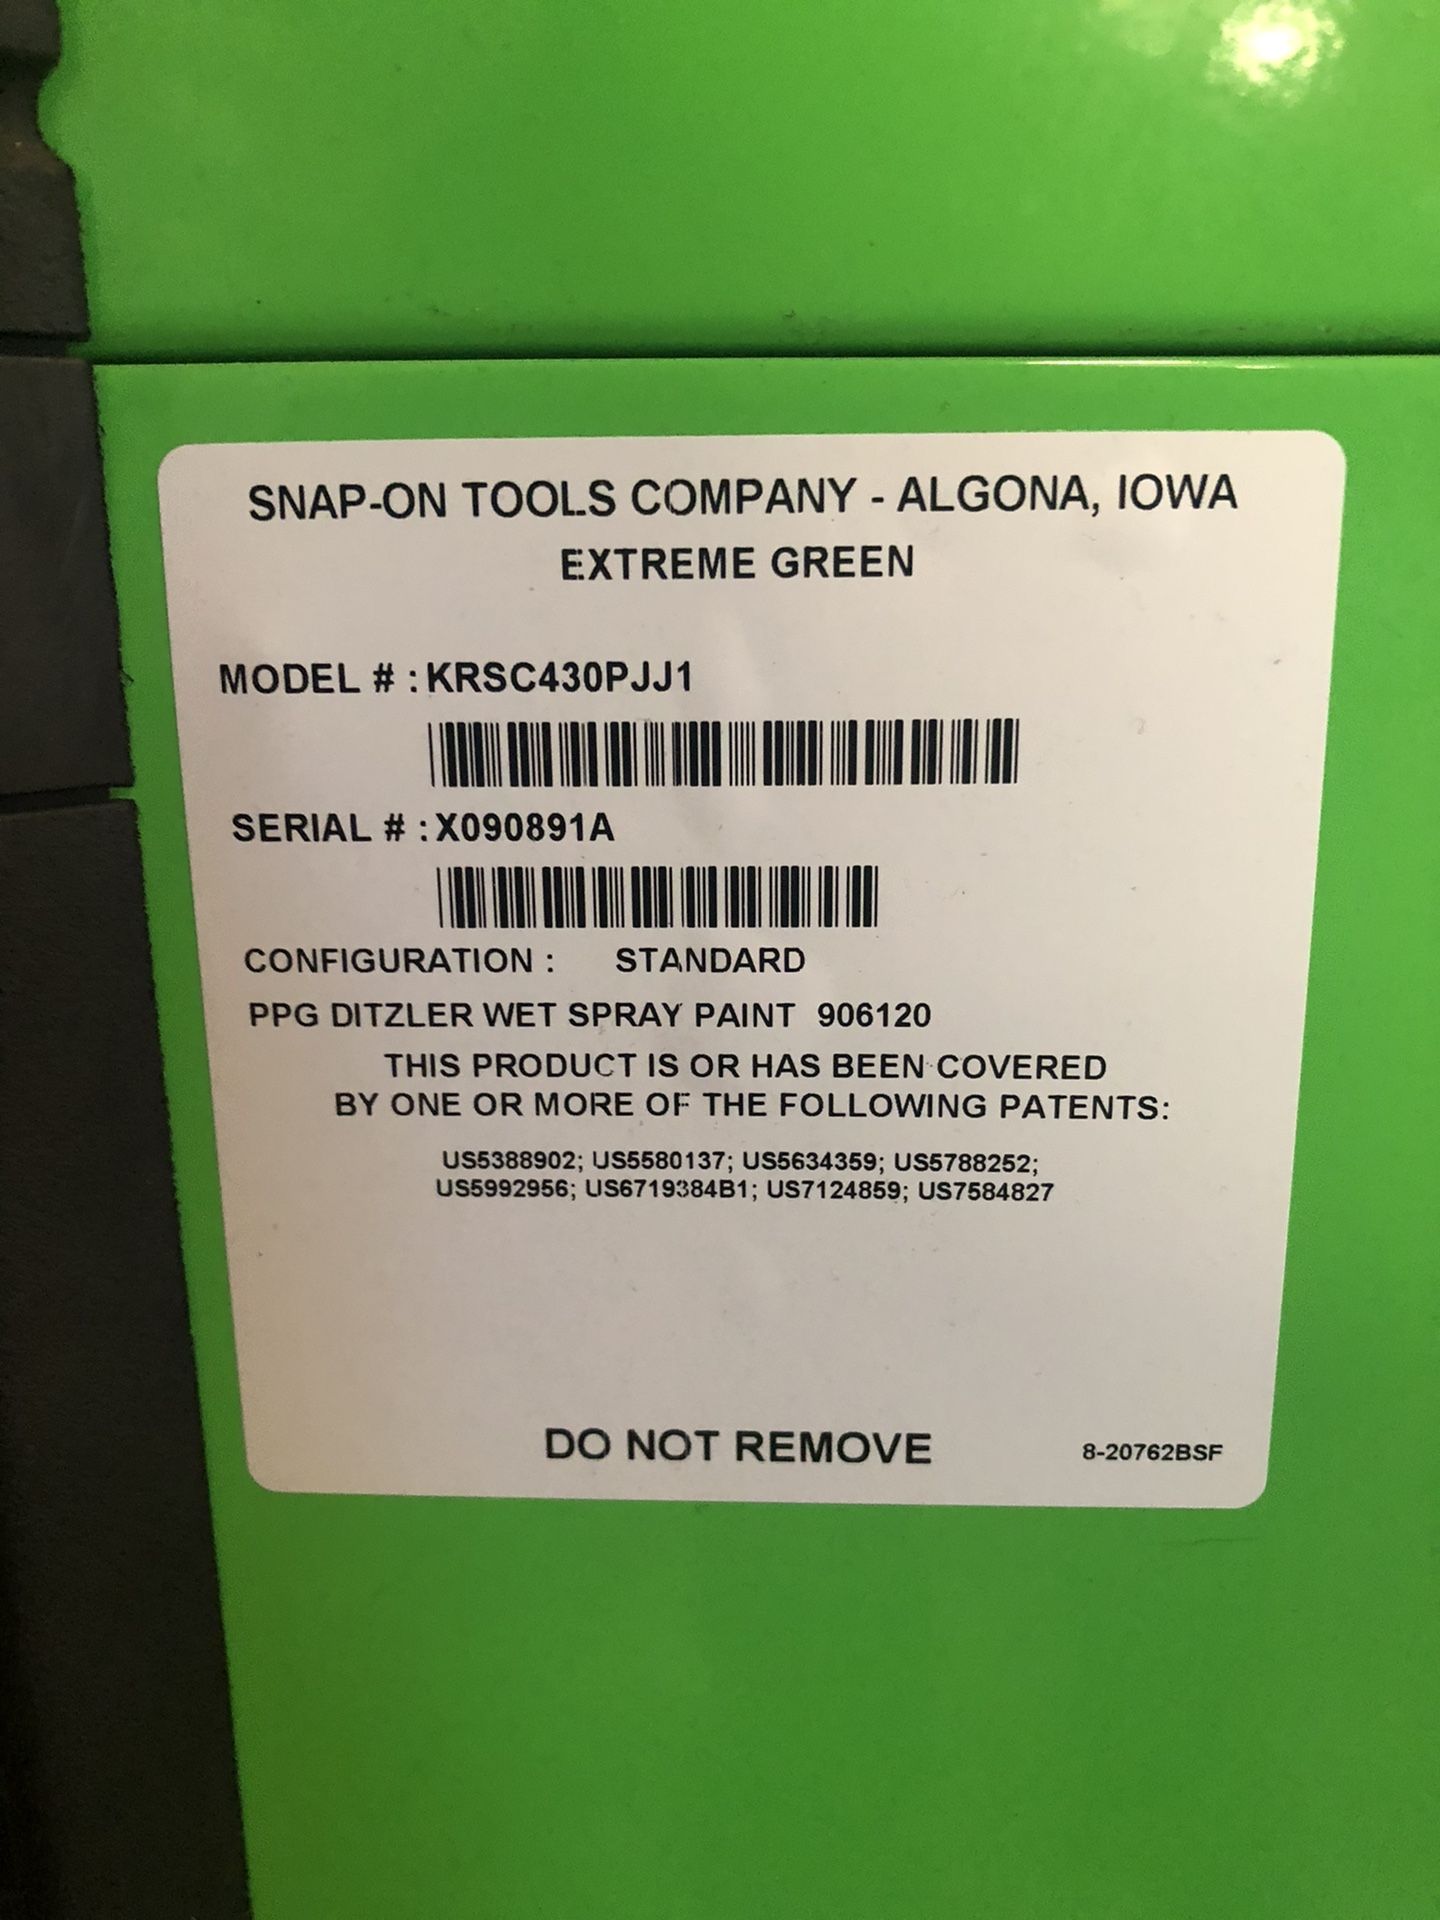 SNAP-ON TOOLS COMPANY - ALGONA, IOWA
EXTREME GREEN
MODEL # : KRSC430PJJ1
SERIAL # : X090891A
CONFIGURATION : STANDARD
PPG DITZLER WET SPRAY PAINT 906120
THIS PRODUCT IS OR HAS BEEN COVERED
BY ONE OR MORE OF THE FOLLOWING PATENTS:
US5388902; US5580137; US5634359; US5788252;
US5992956; US6719384B1; US7124859; US7584827
DO NOT REMOVE
8-20762BSF